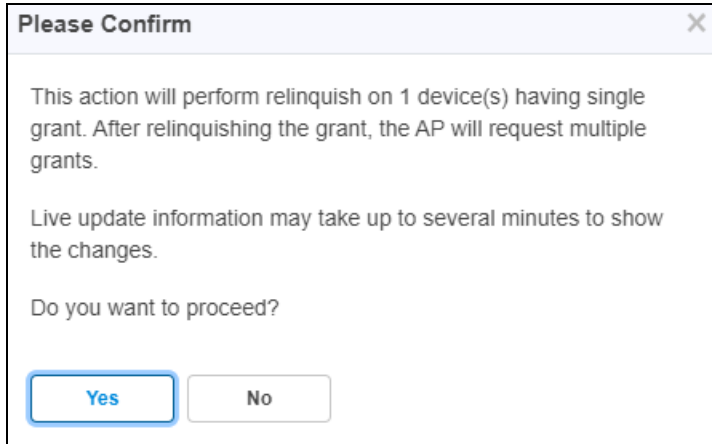 Please Confirm
This action will perform relinquish on 1 device(s) having single
grant. After relinquishing the grant, the AP will request multiple
grants.
Live update information may take up to several minutes to show
the changes.
Do you want to proceed?
Yes
No